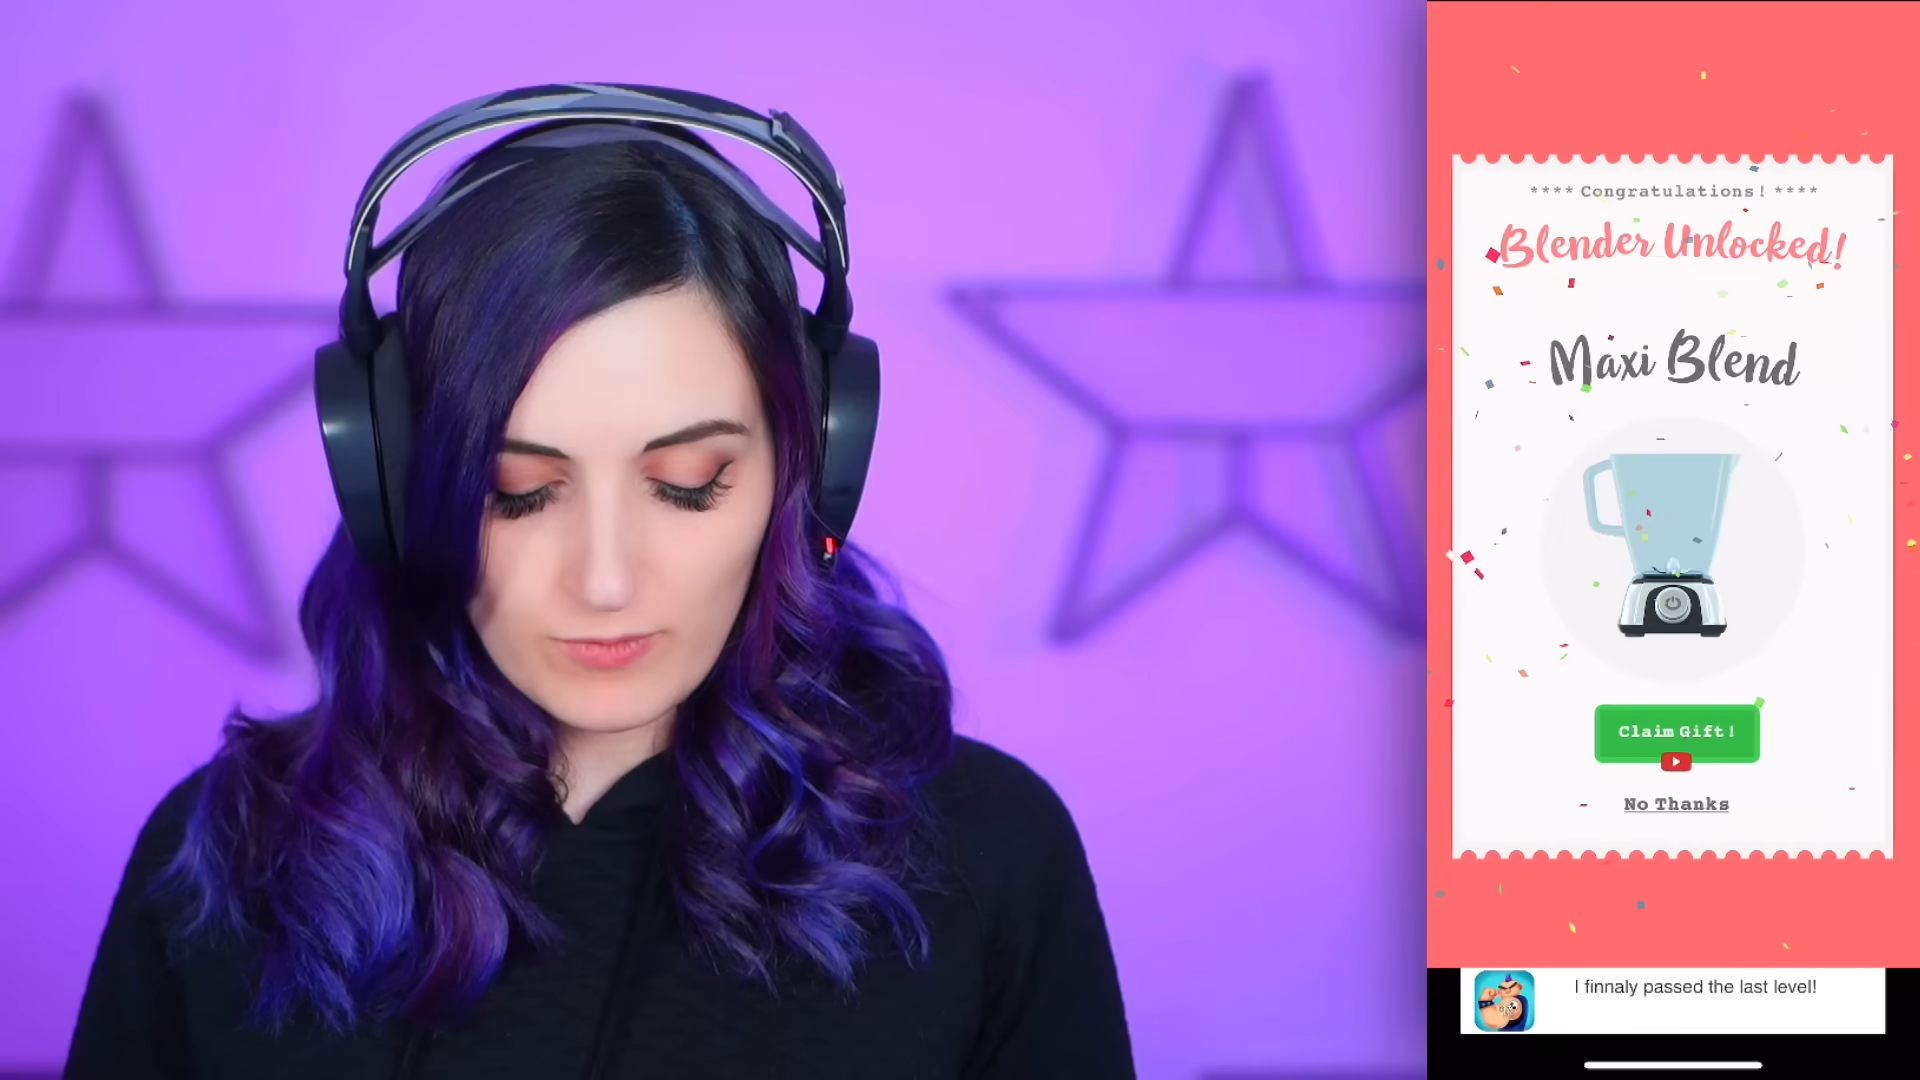 **** Congratulations! ****
Blender Unlocked!
Maxi Blend
Claim Gift!
No Thanks
I finnaly passed the last level!